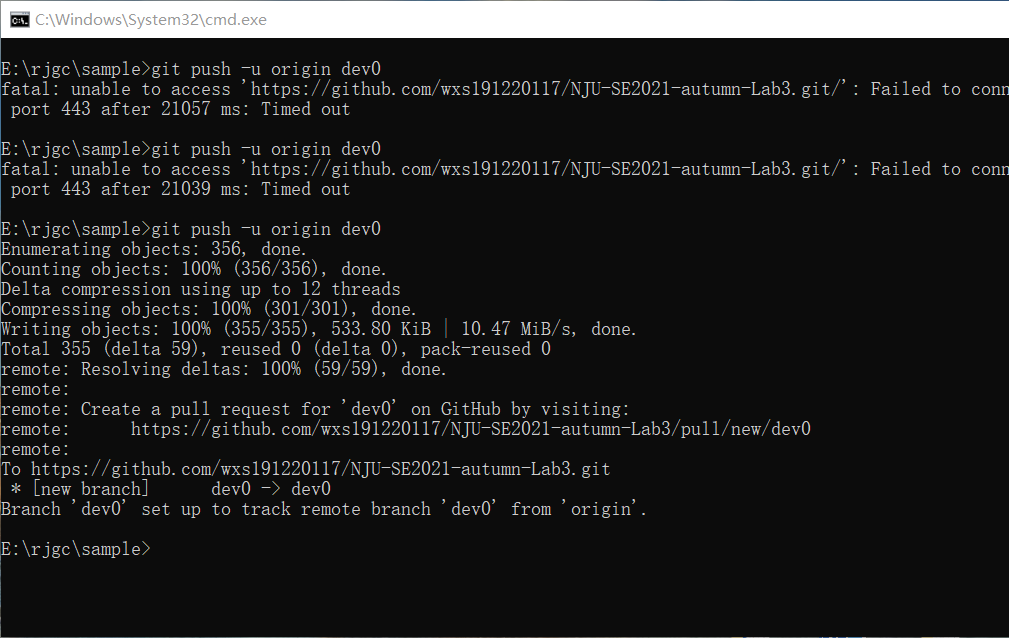 C:\Windows\System32\cmd.exe
E:\rjgc\sample>git push -u origin dev0
fatal: unable to access 'https://github.com/wxs191220117/NJU-SE2021-autumn-Lab3.git/': Failed to conn
port 443 after 21057 ms: Timed out
E:\rjgc\sample>git push -u origin dev0
fatal: unable to access 'https://github.com/wxs191220117/NJU-SE2021-autumn-Lab3.git/': Failed to conn
port 443 after 21039 ms: Timed out
E:\rjgc\sample>git push -u origin dev0
Enumerating objects: 356, done.
Counting objects: 100% (356/356), done.
Delta compression using up to 12 threads
Compressing objects: 100% (301/301), done.
Writing objects: 100% (355/355), 533.80 KiB | 10.47 MiB/s, done.
Total 355 (delta 59), reused 0 (delta 0), pack-reused 0
remote: Resolving deltas: 100% (59/59), done.
remote:
remote: Create a pull request for 'dev0' on GitHub by visiting:
remote:      https://github.com/wxs191220117/NJU-SE2021-autumn-Lab3/pull/new/dev0
remote:
To https://github.com/wxs191220117/NJU-SE2021-autumn-Lab3.git
 * [new branch]      dev0 -> dev0
Branch 'dev0' set up to track remote branch 'dev0' from 'origin'.
E:\rjgc\sample>